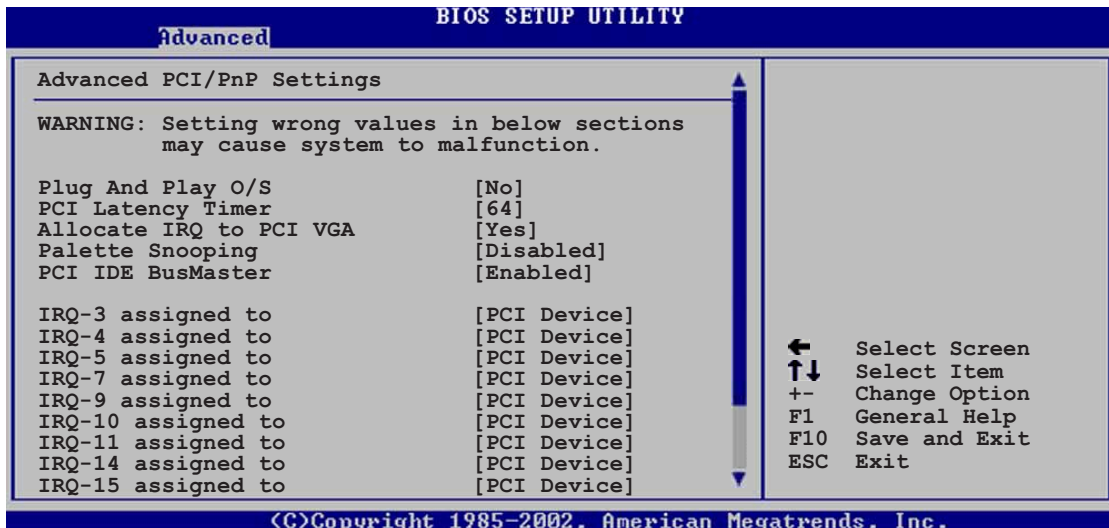 BIOS SETUP UTILITY
Advanced
Advanced PCI/PnP Settings
WARNING: Setting wrong values in below sections
may cause system to malfunction.
Plug And Play O/S [No]
PCI Latency Timer [64]
Allocate IRQ to PCI VGA [Yes]
Palette Snooping [Disabled]
PCI IDE BusMaster [Enabled]
IRQ-3 assigned to [PCI Device]
IRQ-4 assigned to [PCI Device]
IRQ-5 assigned to [PCI Device]
IRQ-7 assigned to [PCI Device]
IRQ-9 assigned to [PCI Device]
IRQ-10 assigned to [PCI Device]
IRQ-11 assigned to [PCI Device]
IRQ-14 assigned to [PCI Device]
IRQ-15 assigned to [PCI Device]
← Select Screen
↑↓ Select Item
+- Change Option
F1 General Help
F10 Save and Exit
ESC Exit
(C)Copyright 1985-2002, American Megatrends, Inc.